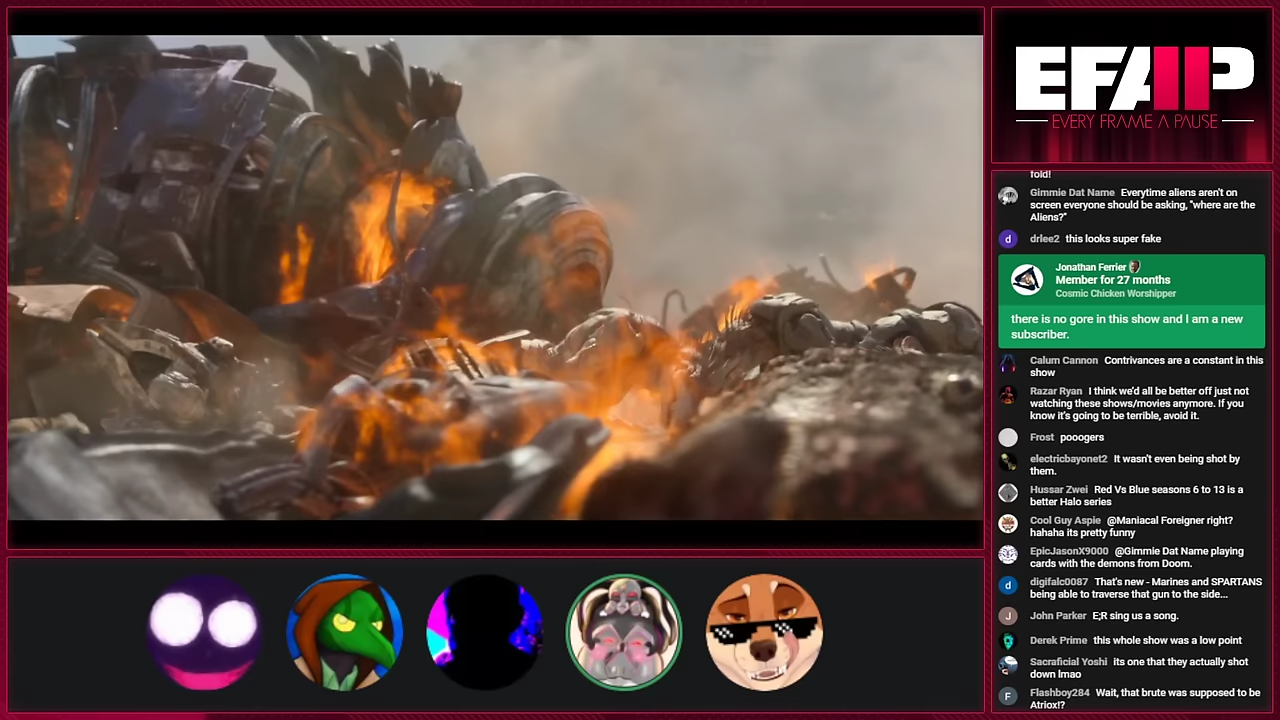 EFAP
EVERY FRAME A PAUSE
fold!
Gimmie Dat Name Everytime aliens aren't on
screen everyone should be asking, "where are the
Aliens?"
d
drlee2 this looks super fake
Jonathan Ferrier
Member for 27 months
Cosmic Chicken Worshipper
there is no gore in this show and I am a new
subscriber.
Calum Cannon Contrivances are a constant in this
show
Razar Ryan I think we'd all be better off just not
watching these shows/movies anymore. If you
know it's going to be terrible, avoid it.
Frost pooogers
electricbayonet2 It wasn't even being shot by
them.
Hussar Zwei Red Vs Blue seasons 6 to 13 is a
better Halo series
Cool Guy Aspie @Maniacal Foreigner right?
hahaha its pretty funny
EpicJasonX9000 @Gimmie Dat Name playing
cards with the demons from Doom.
d
digifalc0087 That's new - Marines and SPARTANS
being able to traverse that gun to the side...
J
John Parker E;R sing us a song.
Derek Prime this whole show was a low point
Sacraficial Yoshi its one that they actually shot
down lmao
F
Flashboy284 Wait, that brute was supposed to be
Atriox!?